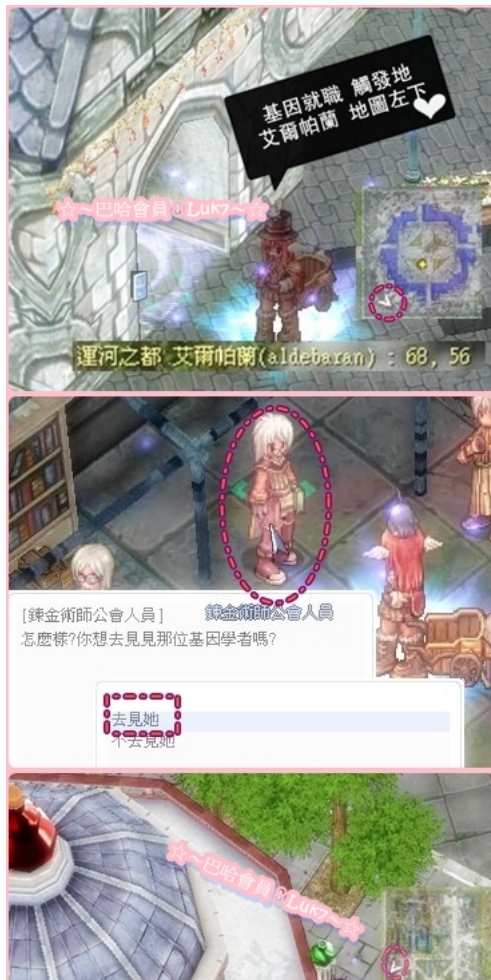 基因就職 觸發地
艾爾帕蘭 地圖左下
☆~巴哈會員:Luk7~☆
運河之都 艾爾帕蘭(aldebaran) : 68, 56
[鍊金術師公會人員]
鍊金術師公會人員
怎麼樣?你想去見見那位基因學者嗎?
去見她
不去見她
☆~巴哈會員:Luk7~☆